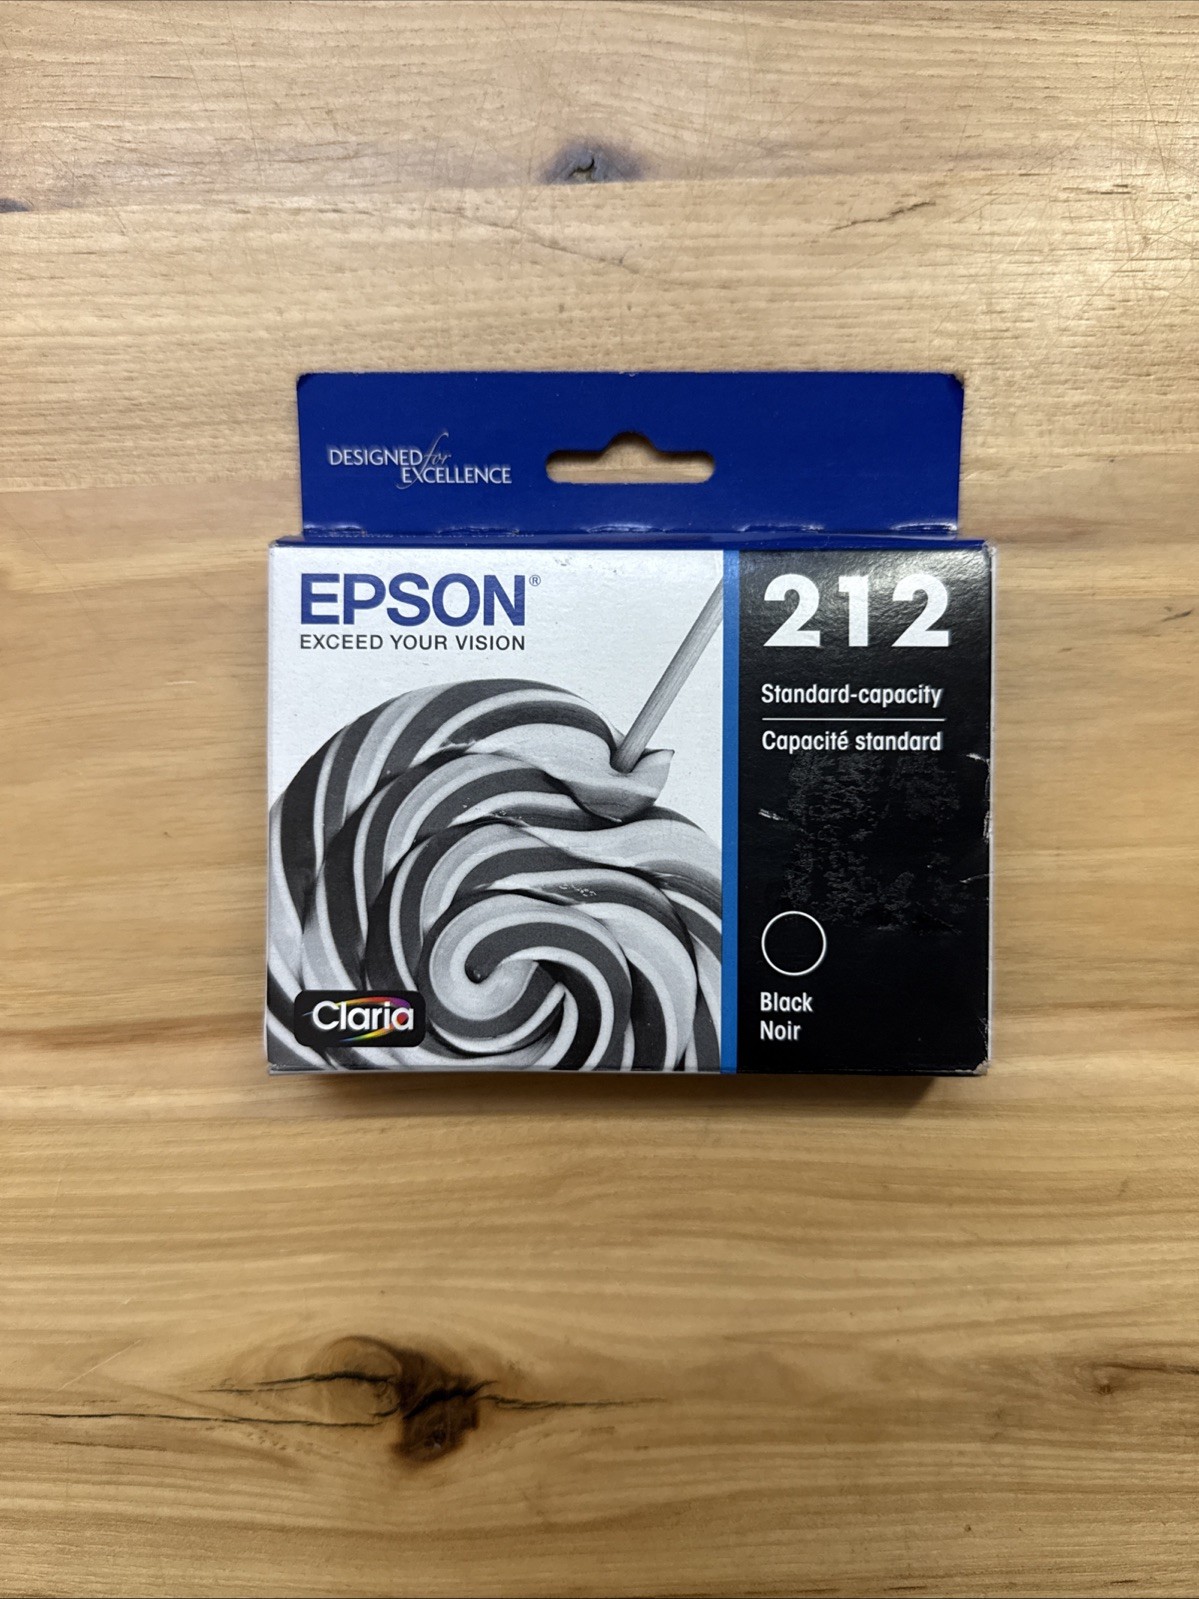 DESIGNED for
EXCELLENCE
EPSON®
EXCEED YOUR VISION
212
Standard-capacity
Capacité standard
Claria
Black
Noir